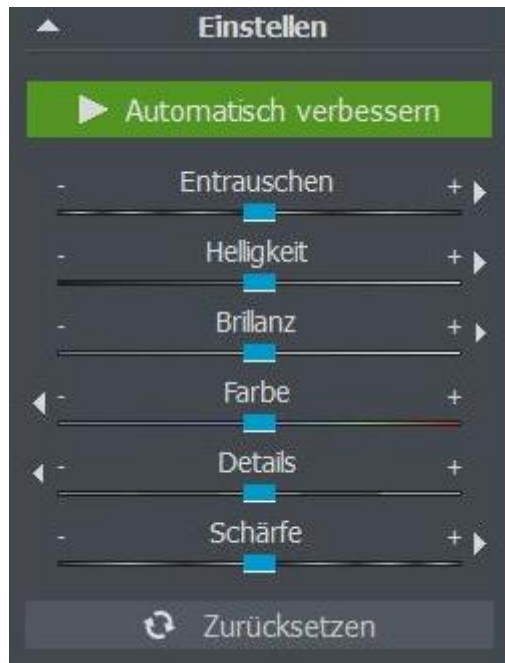 Einstellen
Automatisch verbessern
- Entrauschen +
- Helligkeit +
- Brillanz +
- Farbe +
- Details +
- Schärfe +
Zurücksetzen